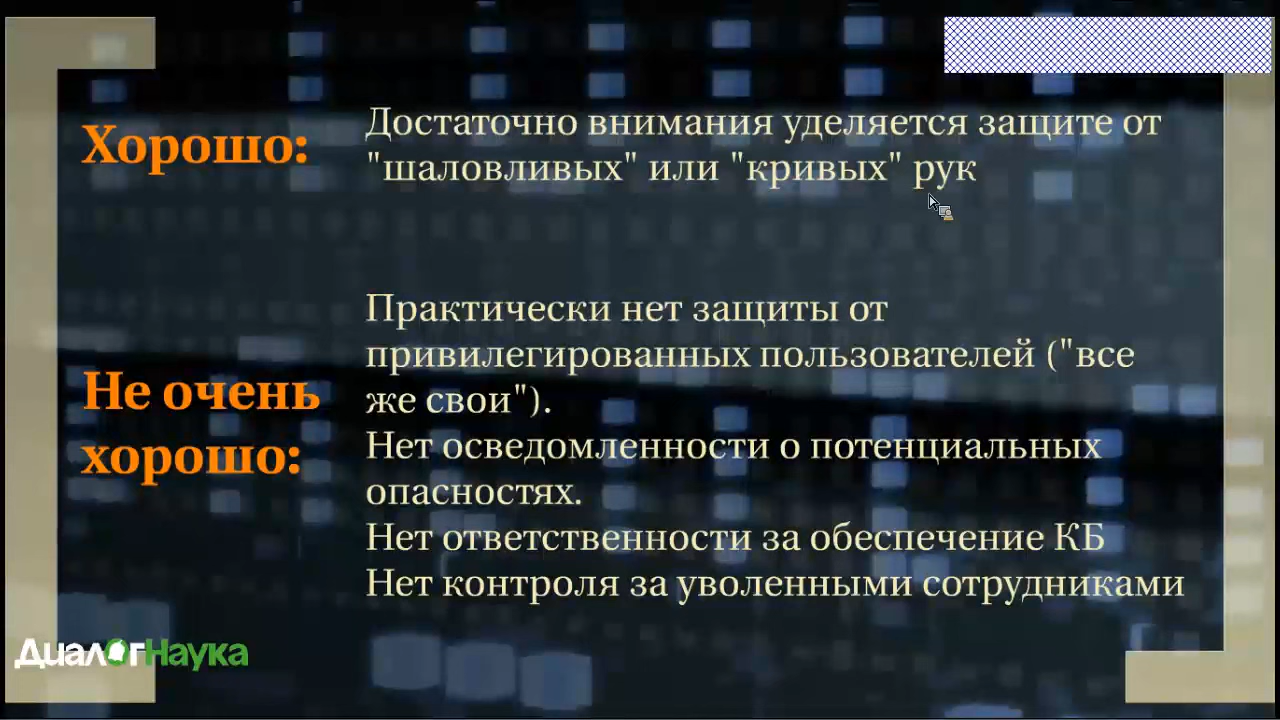 Хорошо:
Достаточно внимания уделяется защите от
"шаловливых" или "кривых" рук
Не очень
хорошо:
Практически нет защиты от
привилегированных пользователей ("все
же свои").
Нет осведомленности о потенциальных
опасностях.
Нет ответственности за обеспечение КБ
Нет контроля за уволенными сотрудниками
ДиалогНаука